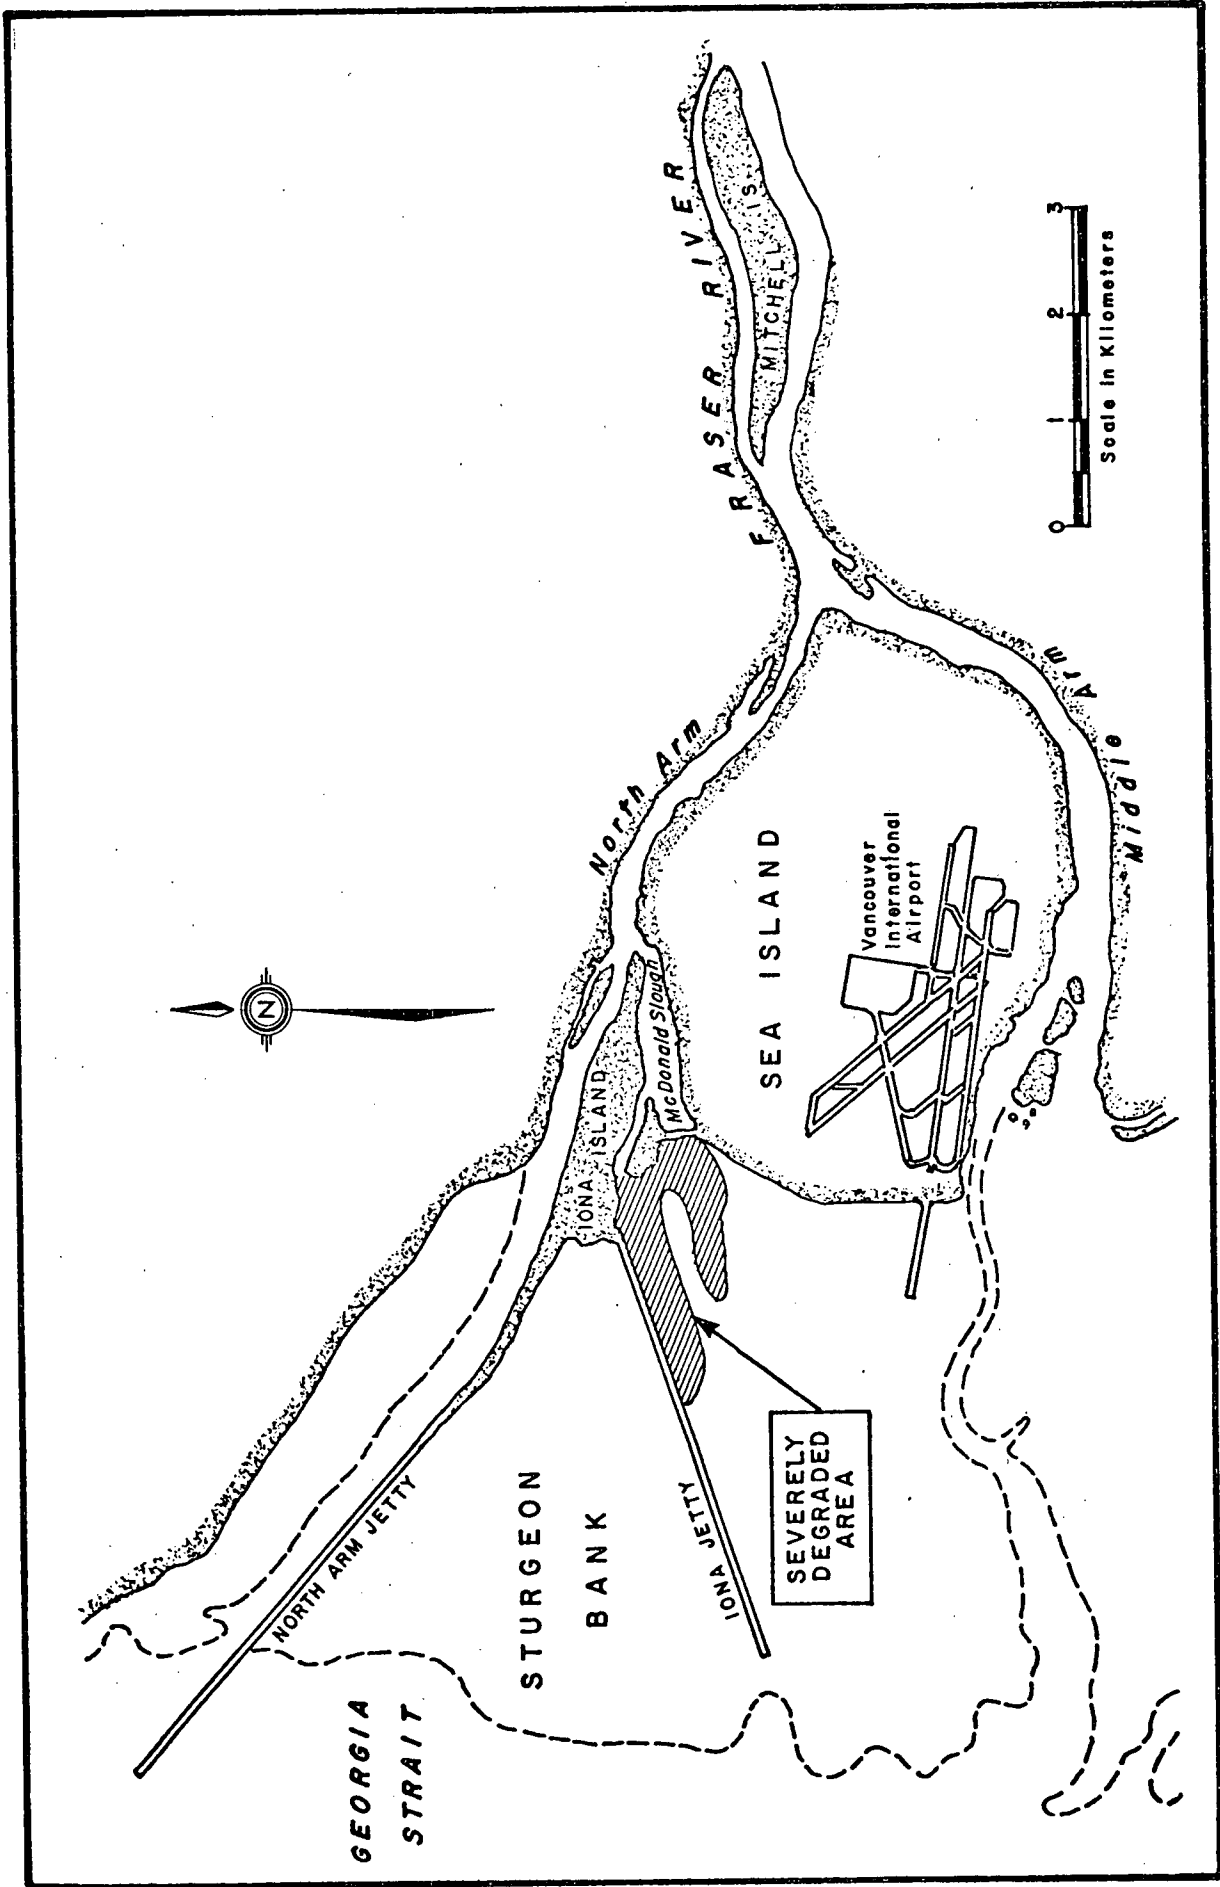 GEORGIA
STRAIT
NORTH ARM JETTY
STURGEON
BANK
IONA JETTY
SEVERELY
DEGRADED
AREA
N
IONA ISLAND
McDonald Slough
North Arm
FRASER RIVER
MITCHELL IS.
SEA ISLAND
Vancouver
International
Airport
Middle Arm
0 1 2 3
Scale in Kilometers